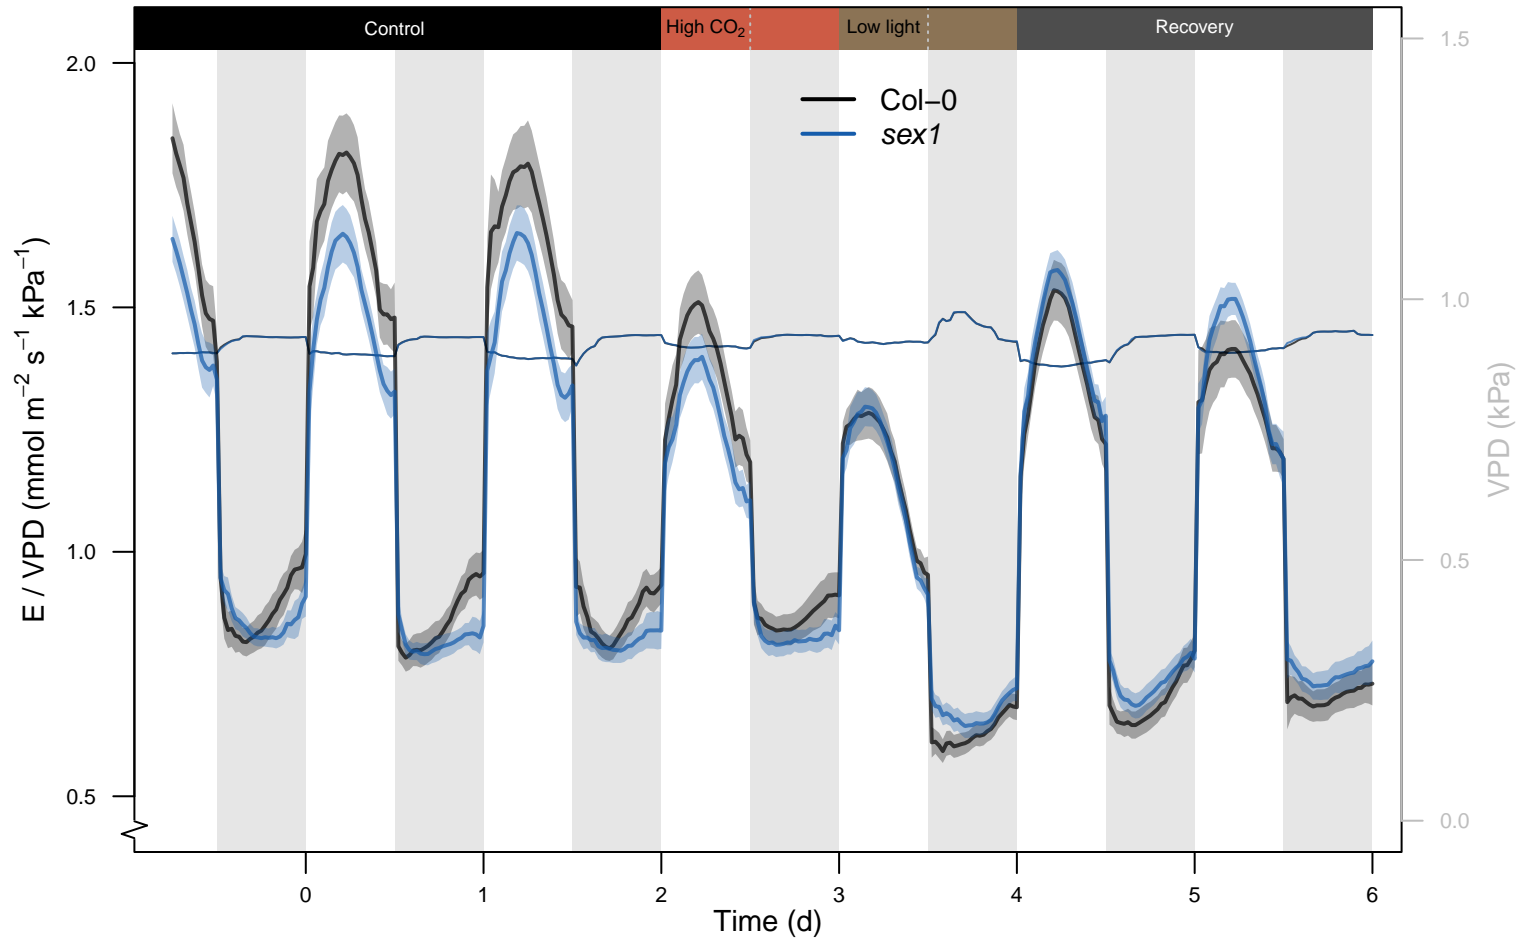 Control High CO₂ Low light Recovery
Col−0
sex1
2.0
1.5
1.0
0.5
E / VPD (mmol m⁻² s⁻¹ kPa⁻¹)
1.5
1.0
0.5
0.0
VPD (kPa)
0 1 2 3 4 5 6
Time (d)